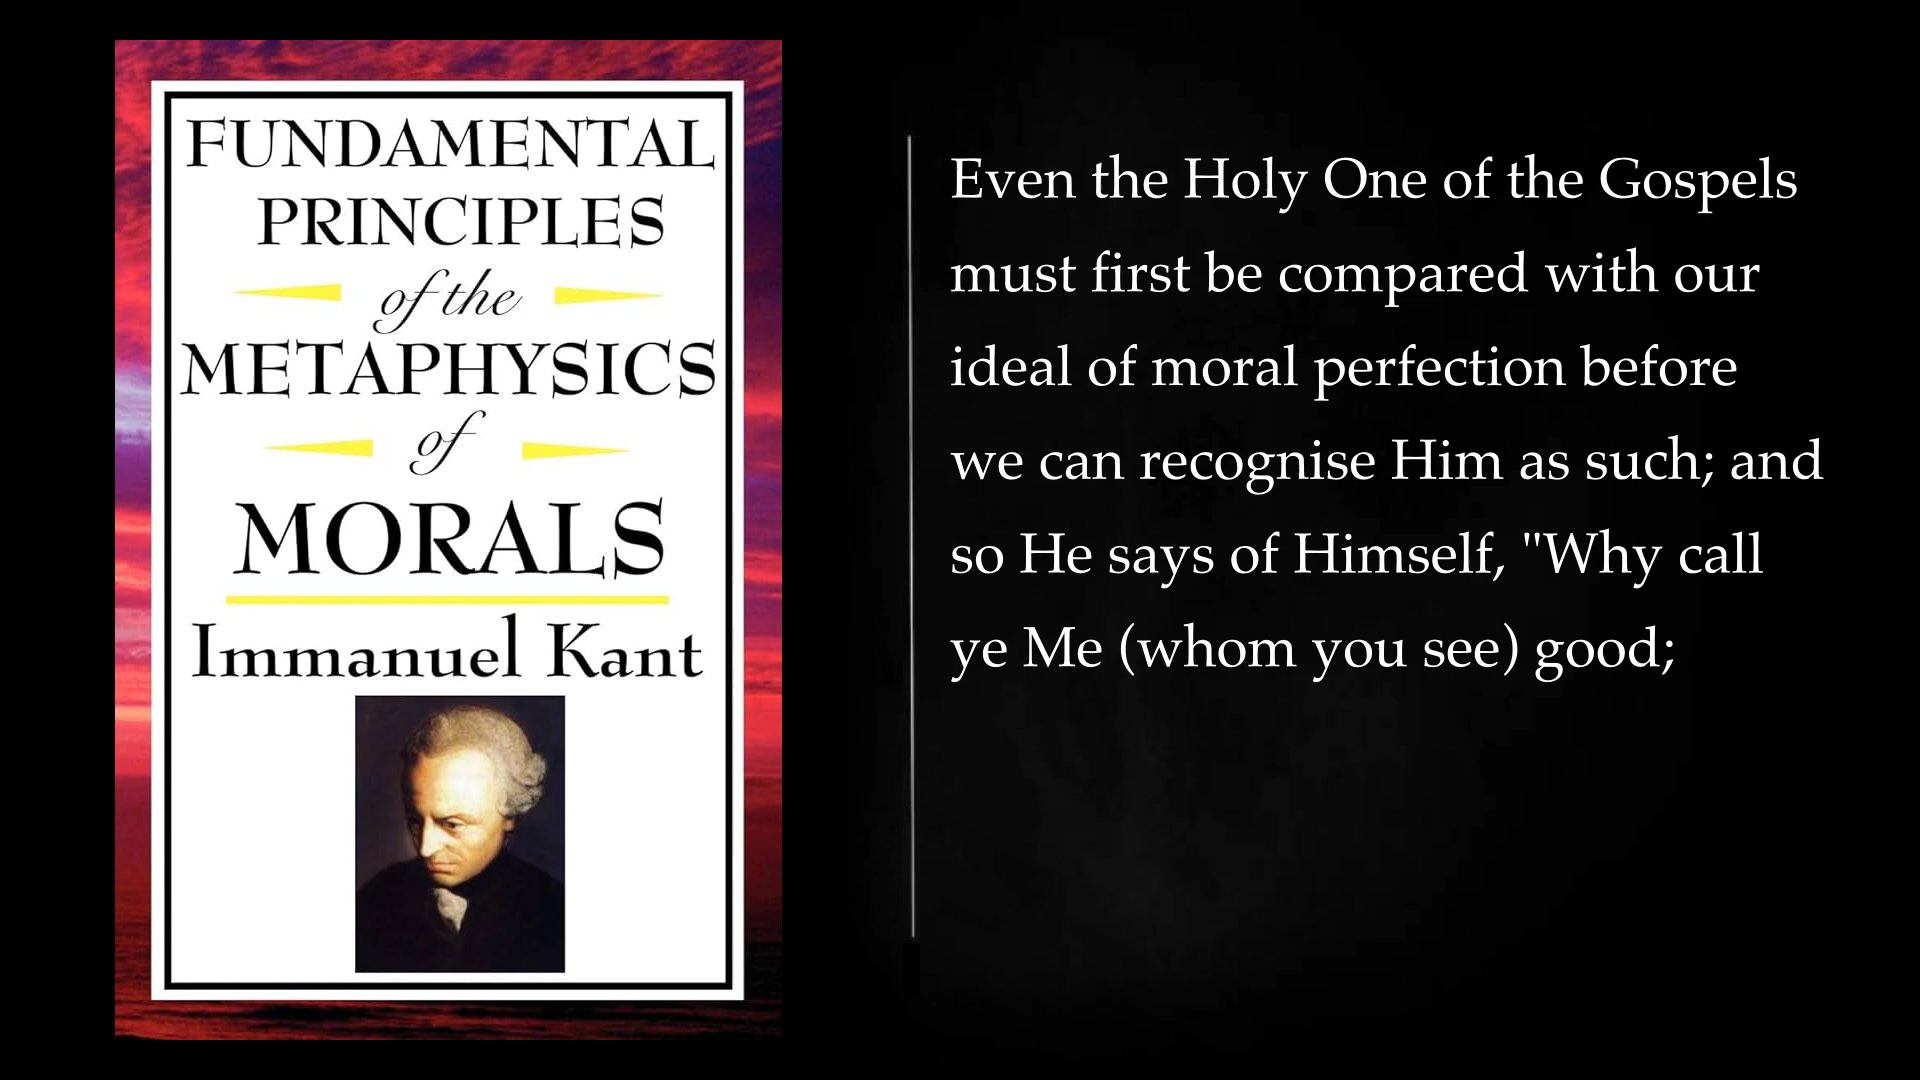 FUNDAMENTAL
PRINCIPLES
of the
METAPHYSICS
of
MORALS
Immanuel Kant
Even the Holy One of the Gospels
must first be compared with our
ideal of moral perfection before
we can recognise Him as such; and
so He says of Himself, "Why call
ye Me (whom you see) good;